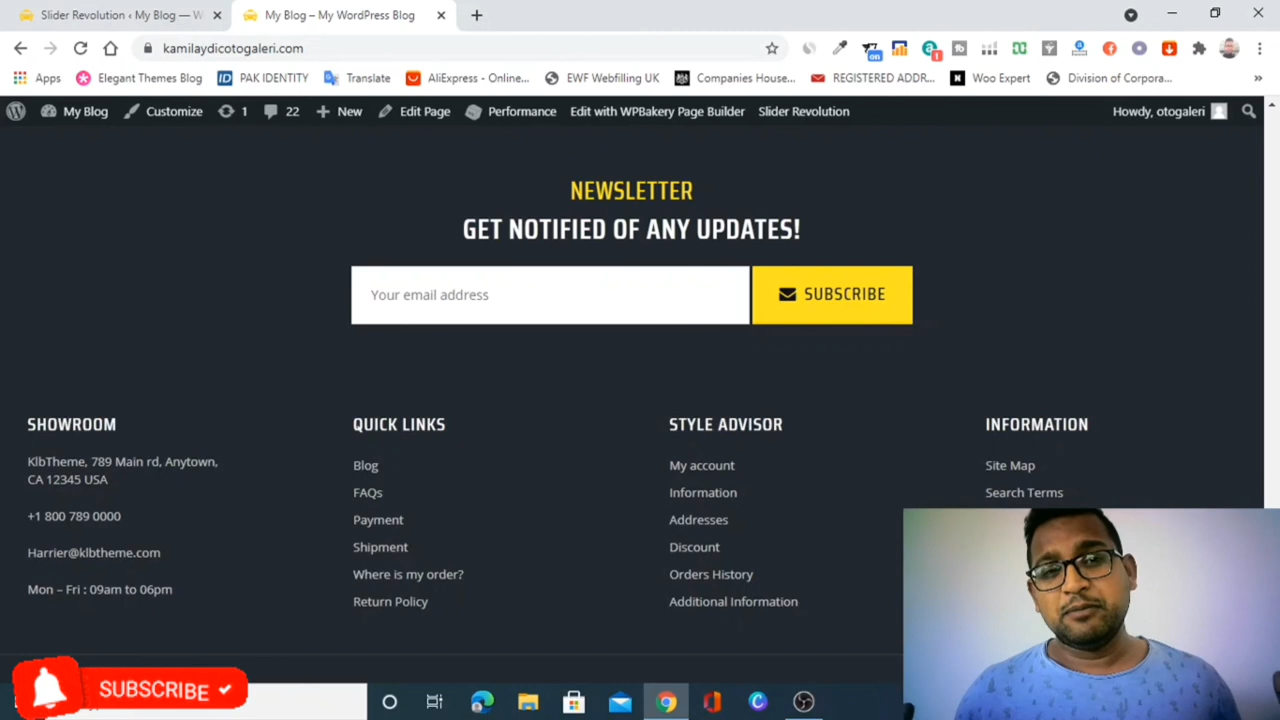 Slider Revolution ‹ My Blog — W
My Blog – My WordPress Blog
kamilaydicotogaleri.com
on
1
Apps
Elegant Themes Blog
ID PAK IDENTITY
Translate
AliExpress - Online...
EWF Webfilling UK
Companies House...
REGISTERED ADDR...
Woo Expert
Division of Corpora...
My Blog
Customize
1
22
New
Edit Page
Performance
Edit with WPBakery Page Builder
Slider Revolution
Howdy, otogaleri
NEWSLETTER
GET NOTIFIED OF ANY UPDATES!
Your email address
SUBSCRIBE
SHOWROOM
KlbTheme, 789 Main rd, Anytown,
CA 12345 USA
+1 800 789 0000
Harrier@klbtheme.com
Mon – Fri : 09am to 06pm
QUICK LINKS
Blog
FAQs
Payment
Shipment
Where is my order?
Return Policy
STYLE ADVISOR
My account
Information
Addresses
Discount
Orders History
Additional Information
INFORMATION
Site Map
Search Terms
SUBSCRIBE